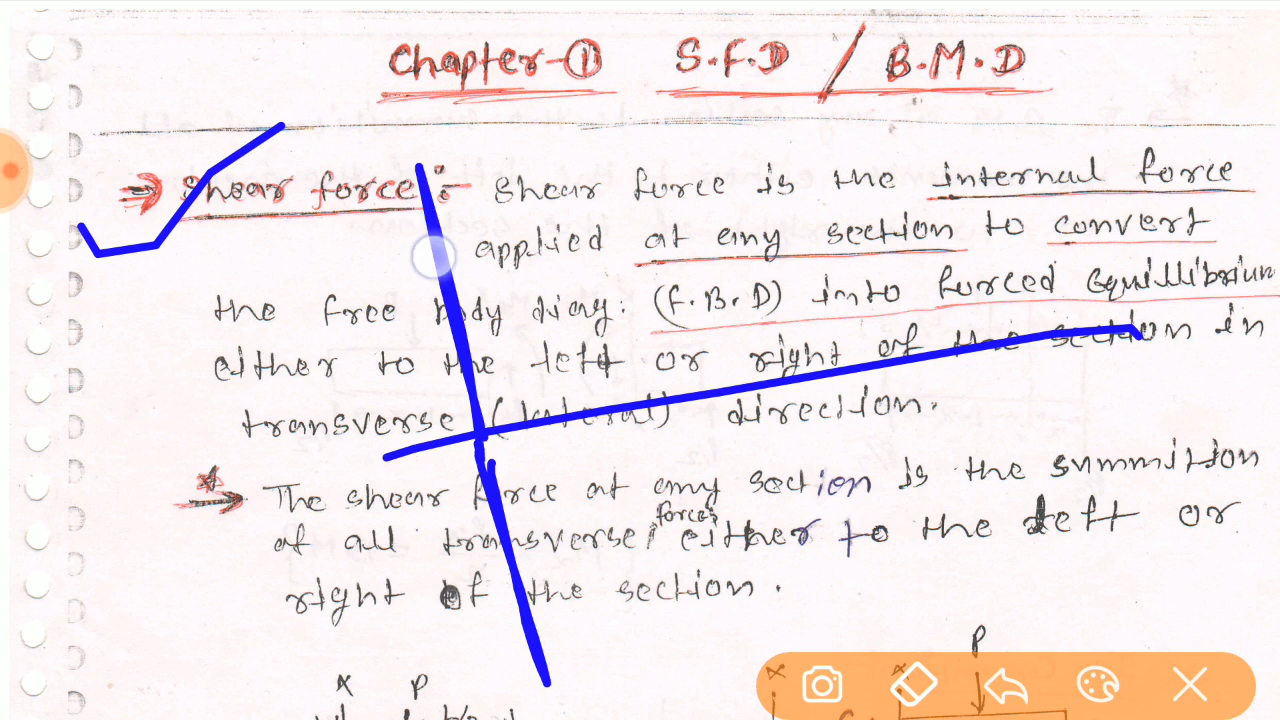 Chapter-① S.F.D / B.M.D
⇒ Shear force :- shear force is the internal force
applied at any section to convert
the free body diag. (F.B.D) into forced equillibrium
either to the left or right of the section in
transverse (lateral) direction.
The shear force at any section is the summition
forces
of all transverse, either to the left or
right of the section.
x P
x x P